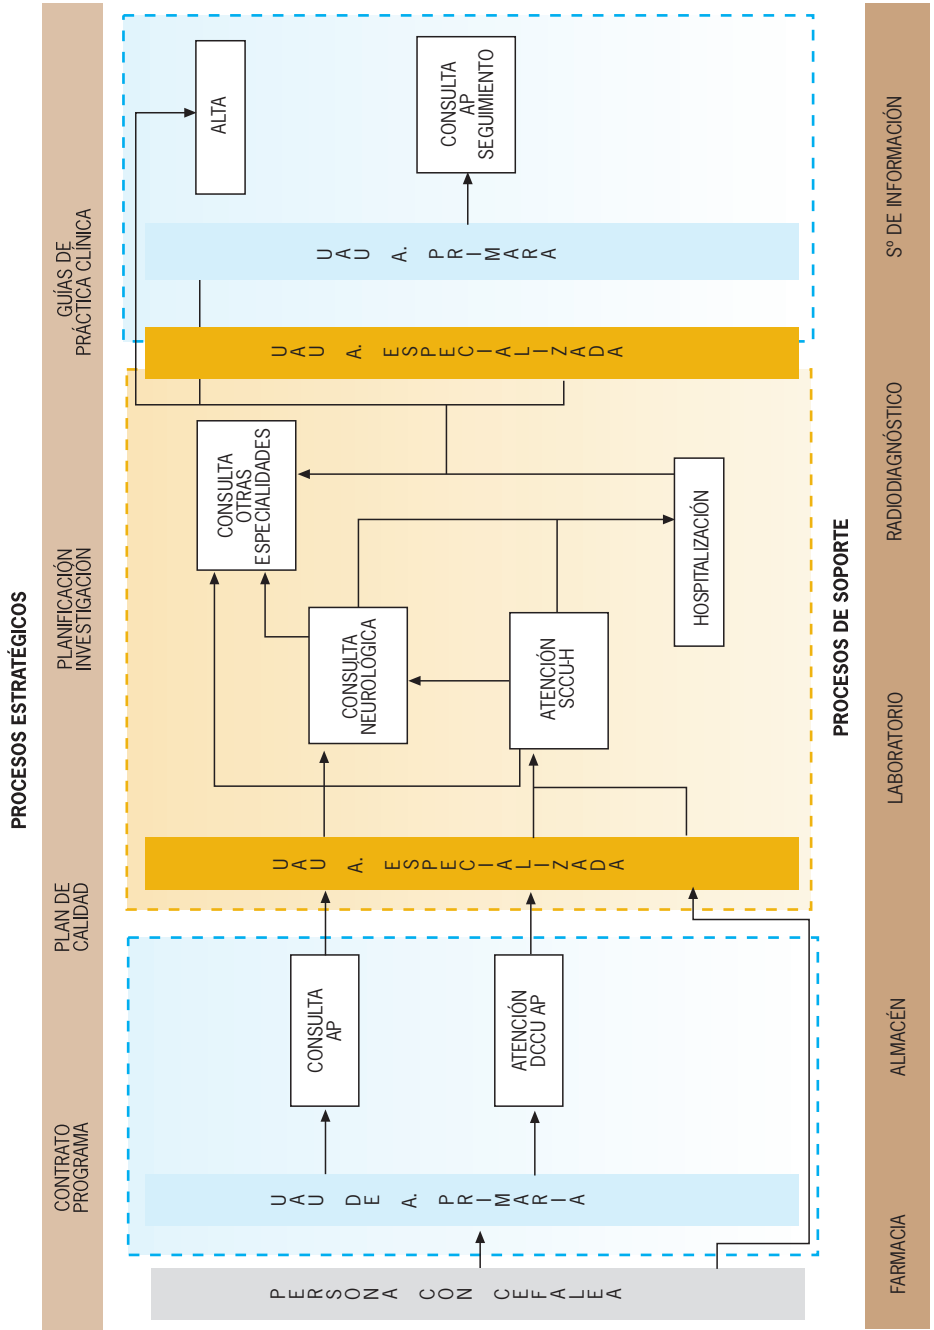 PROCESOS ESTRATÉGICOS
CONTRATO
PROGRAMA
PLAN DE
CALIDAD
PLANIFICACIÓN
INVESTIGACIÓN
GUÍAS DE
PRÁCTICA CLÍNICA
PERSONA CON CEFALEA
UAU DE A. PRIMARIA
CONSULTA
AP
ATENCIÓN
DCCU AP
UAU A. ESPECIALIZADA
CONSULTA
NEUROLÓGICA
ATENCIÓN
SCCU-H
CONSULTA
OTRAS
ESPECIALIDADES
HOSPITALIZACIÓN
UAU A. ESPECIALIZADA
UAU A. PRIMARA
ALTA
CONSULTA
AP
SEGUIMIENTO
FARMACIA
ALMACÉN
LABORATORIO
RADIODIAGNÓSTICO
Sº DE INFORMACIÓN
PROCESOS DE SOPORTE